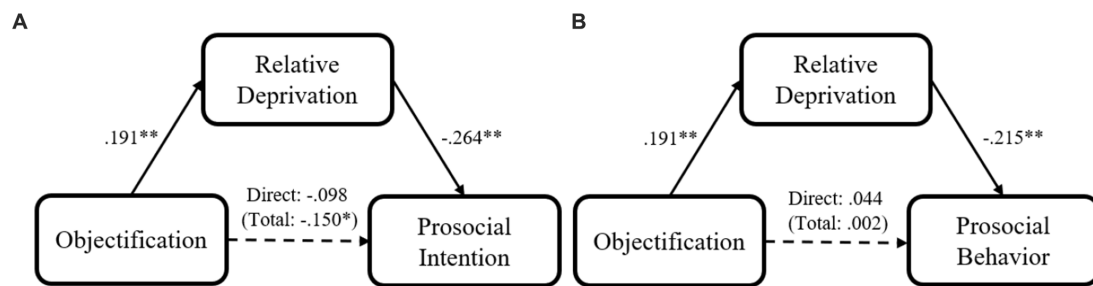 A
Relative
Deprivation
.191**
-.264**
Direct: -.098
(Total: -.150*)
Objectification
Prosocial
Intention
B
Relative
Deprivation
.191**
-.215**
Direct: .044
(Total: .002)
Objectification
Prosocial
Behavior